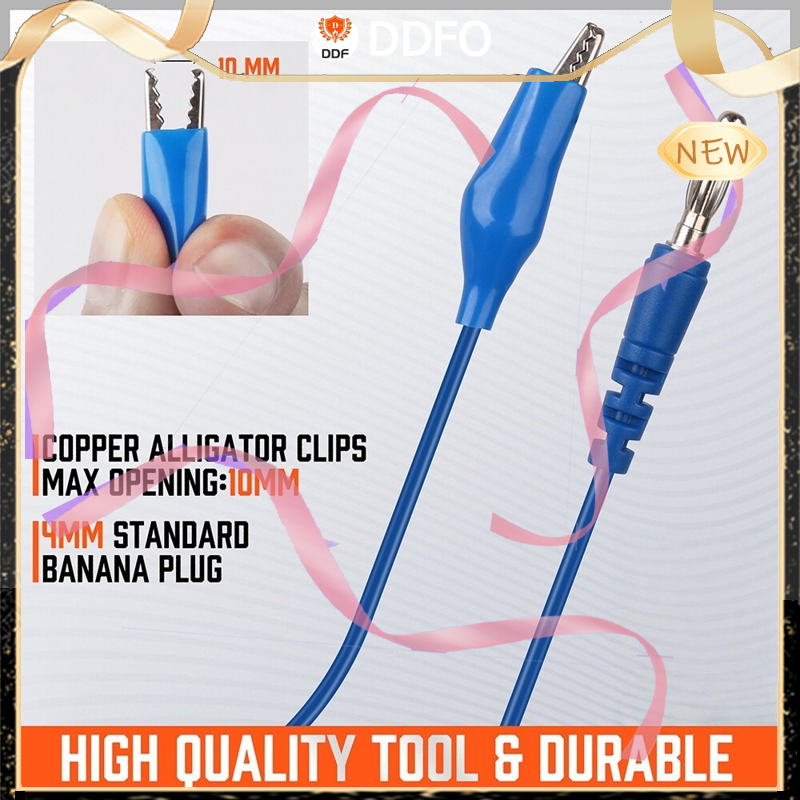 DDFO
DDF
10 MM
NEW
COPPER ALLIGATOR CLIPS
MAX OPENING:10MM
4MM STANDARD
BANANA PLUG
HIGH QUALITY TOOL & DURABLE